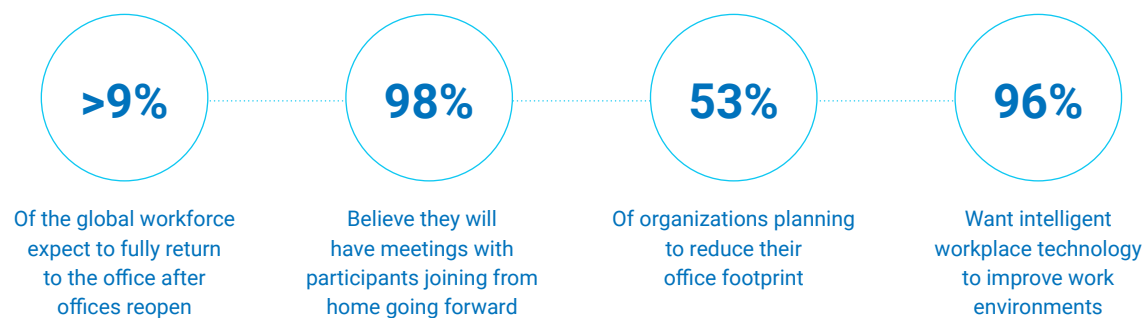 >9%
98%
53%
96%
Of the global workforce
expect to fully return
to the office after
offices reopen
Believe they will
have meetings with
participants joining from
home going forward
Of organizations planning
to reduce their
office footprint
Want intelligent
workplace technology
to improve work
environments